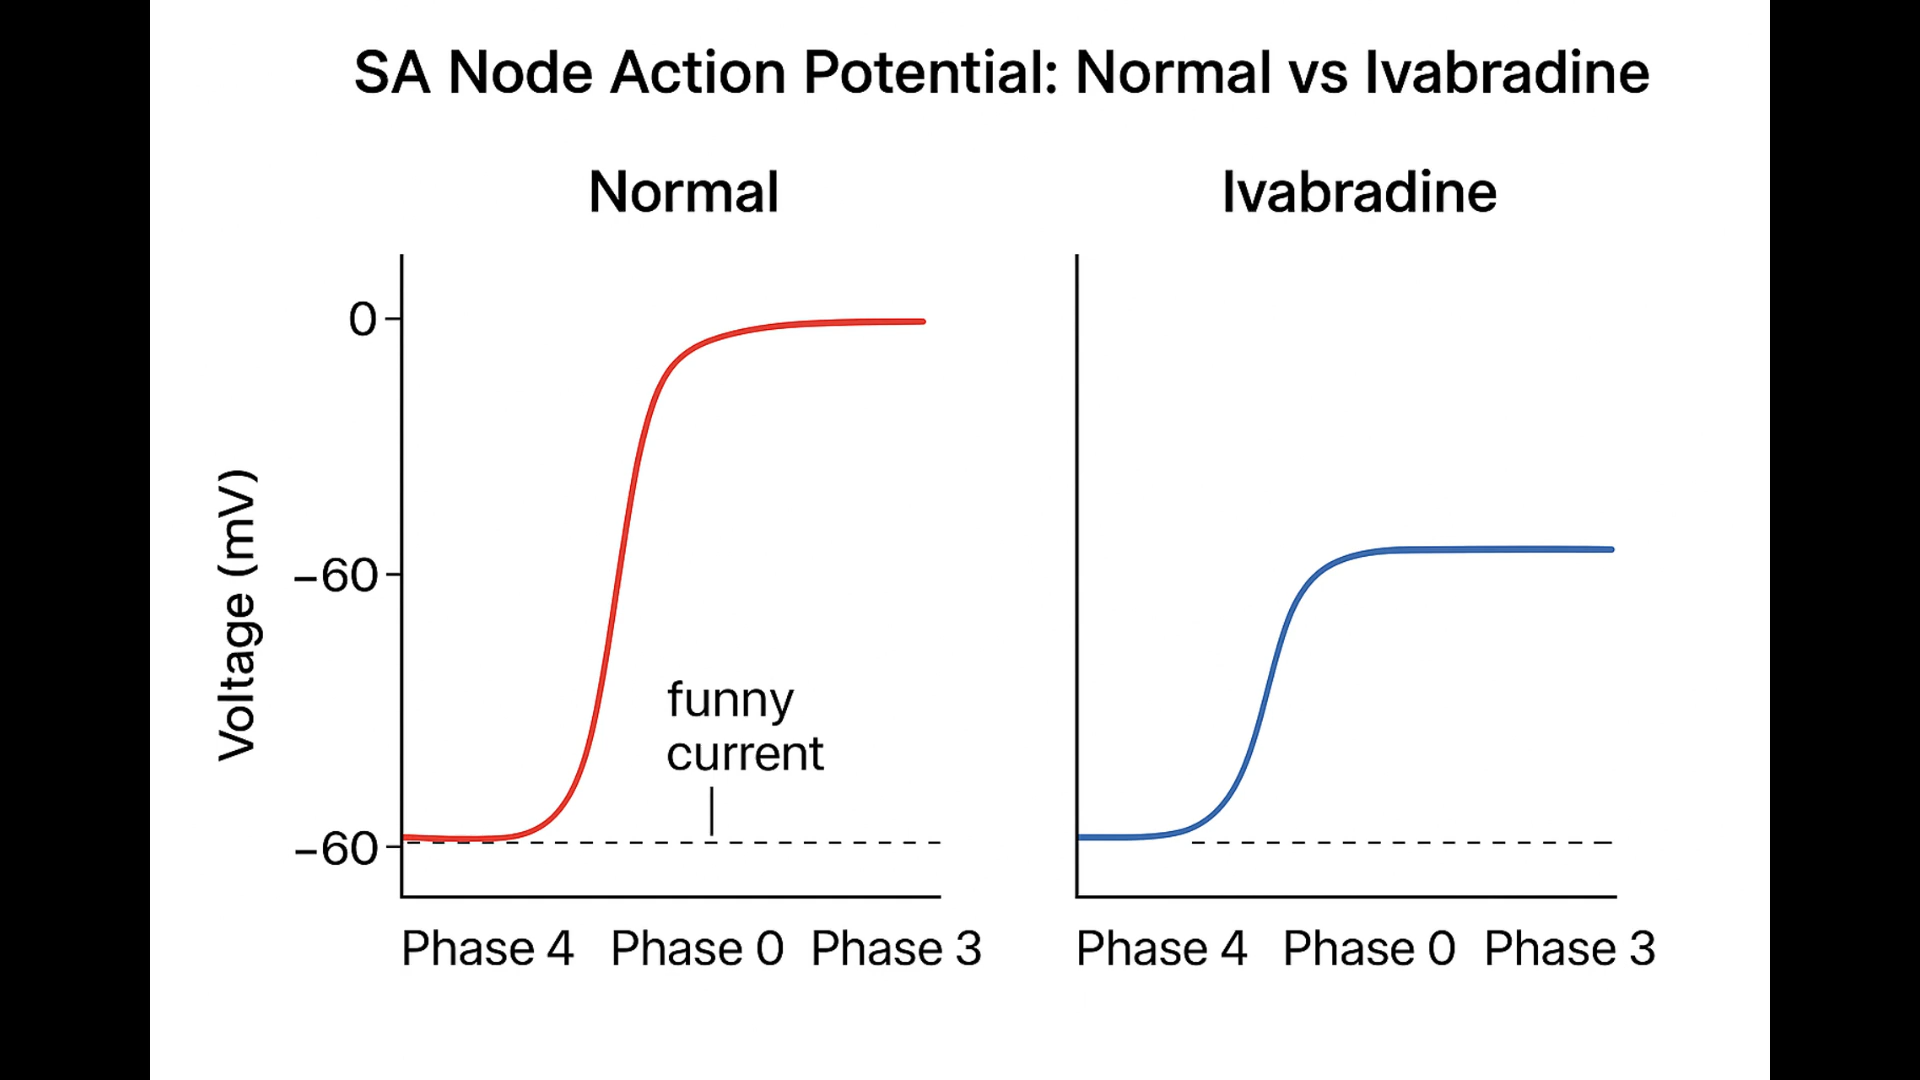 SA Node Action Potential: Normal vs Ivabradine
Normal
Ivabradine
Voltage (mV)
0
−60
−60
funny
current
Phase 4 Phase 0 Phase 3
Phase 4 Phase 0 Phase 3